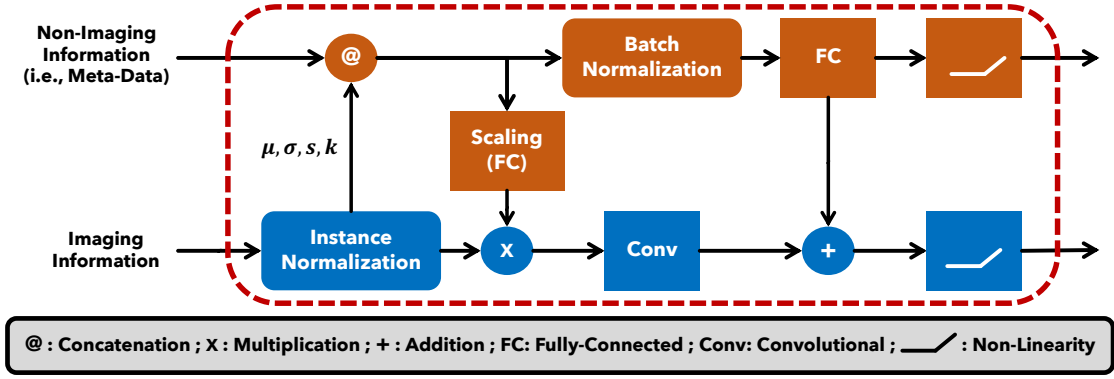 Non-Imaging
Information
(i.e., Meta-Data)
@
Batch
Normalization
FC
Scaling
(FC)
μ, σ, s, k
Imaging
Information
Instance
Normalization
X
Conv
+
@ : Concatenation ; X : Multiplication ; + : Addition ; FC: Fully-Connected ; Conv: Convolutional ; : Non-Linearity